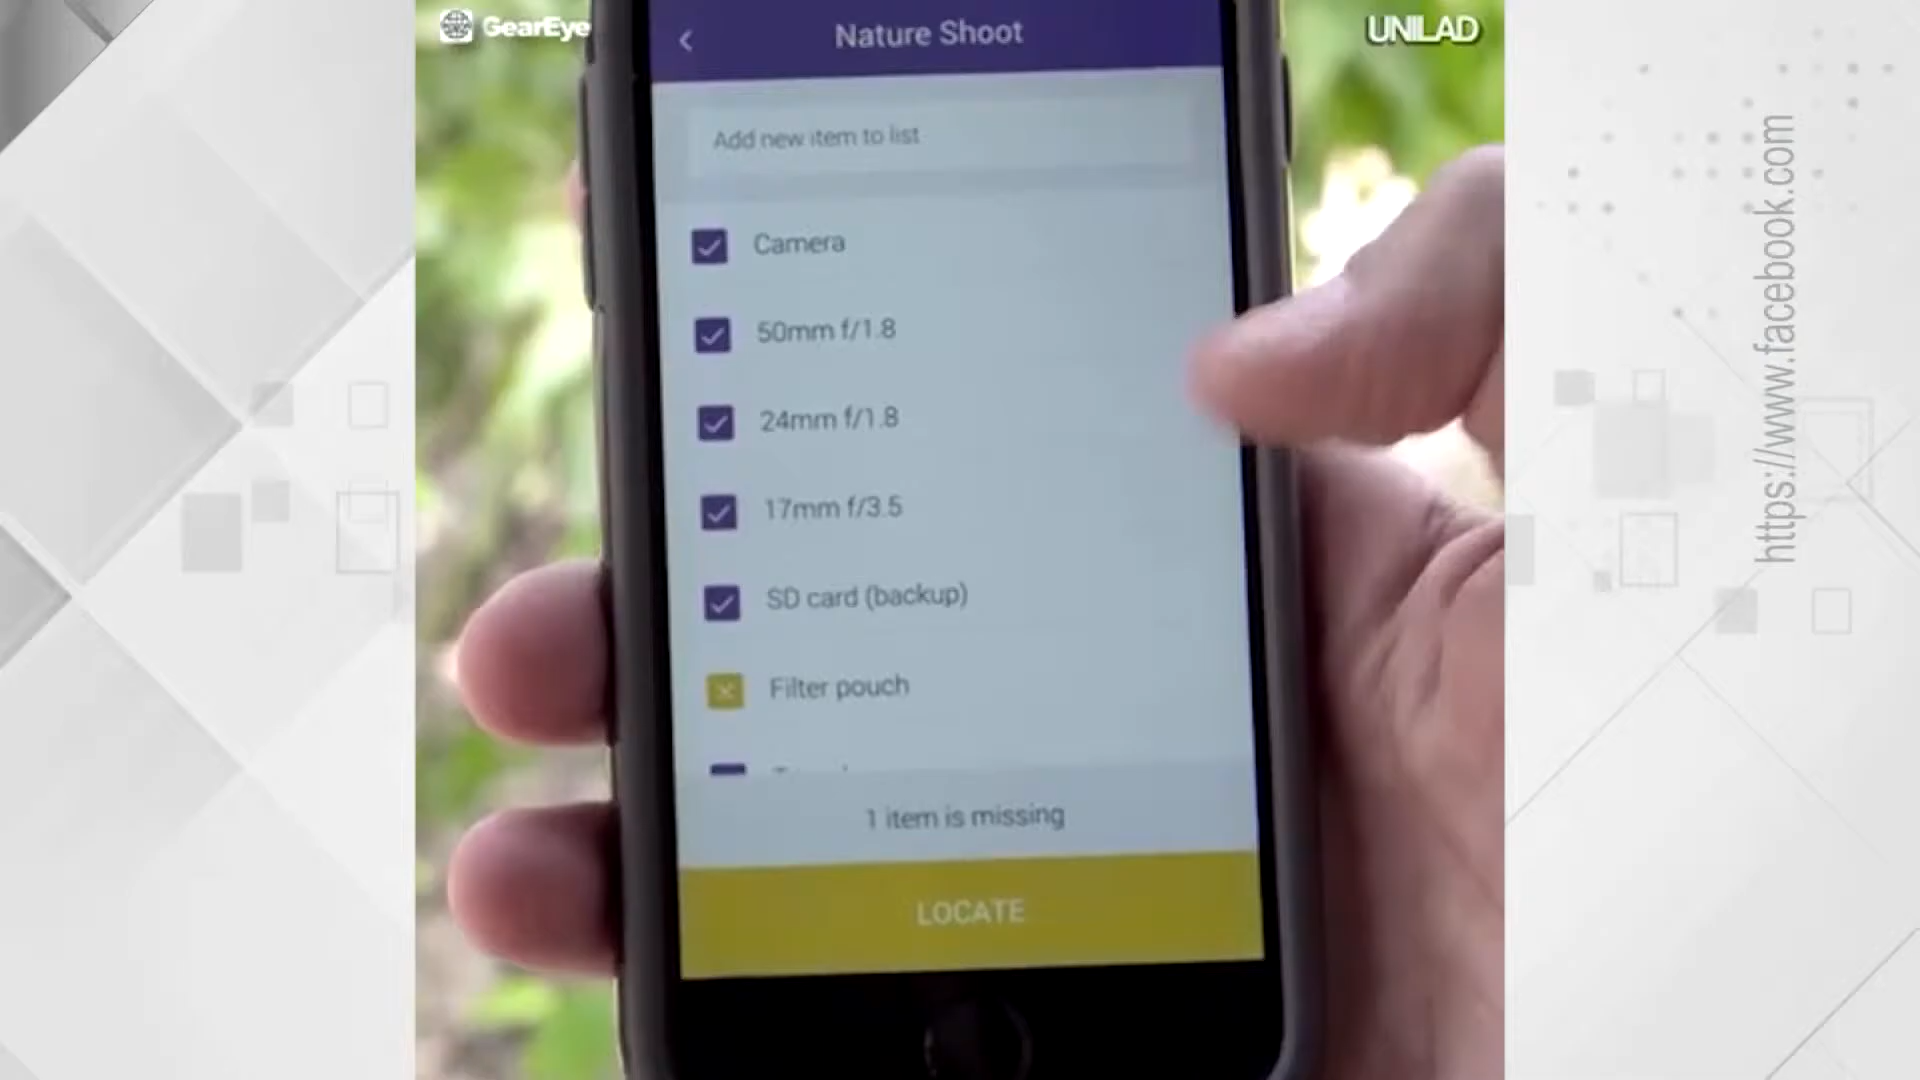 GearEye
UNILAD
Nature Shoot
Add new item to list
Camera
50mm f/1.8
24mm f/1.8
17mm f/3.5
SD card (backup)
Filter pouch
1 item is missing
LOCATE
https://www.facebook.com